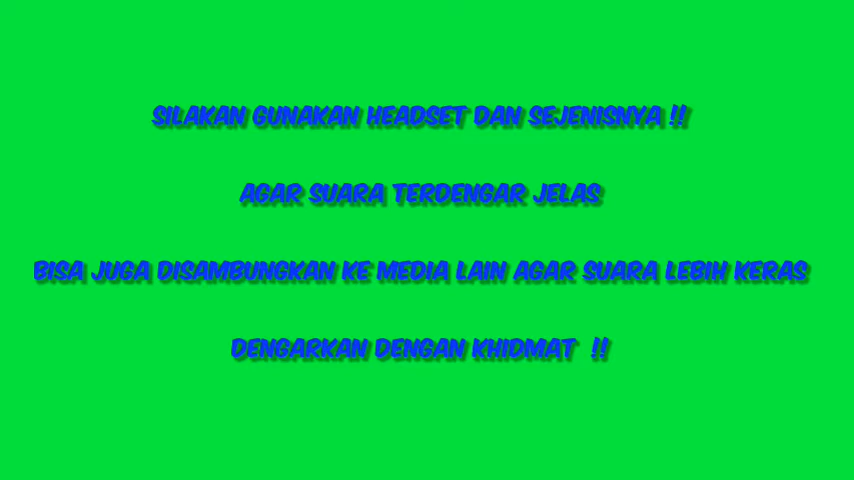 SILAKAN GUNAKAN HEADSET DAN SEJENISNYA !!
AGAR SUARA TERDENGAR JELAS
BISA JUGA DISAMBUNGKAN KE MEDIA LAIN AGAR SUARA LEBIH KERAS
DENGARKAN DENGAN KHIDMAT !!